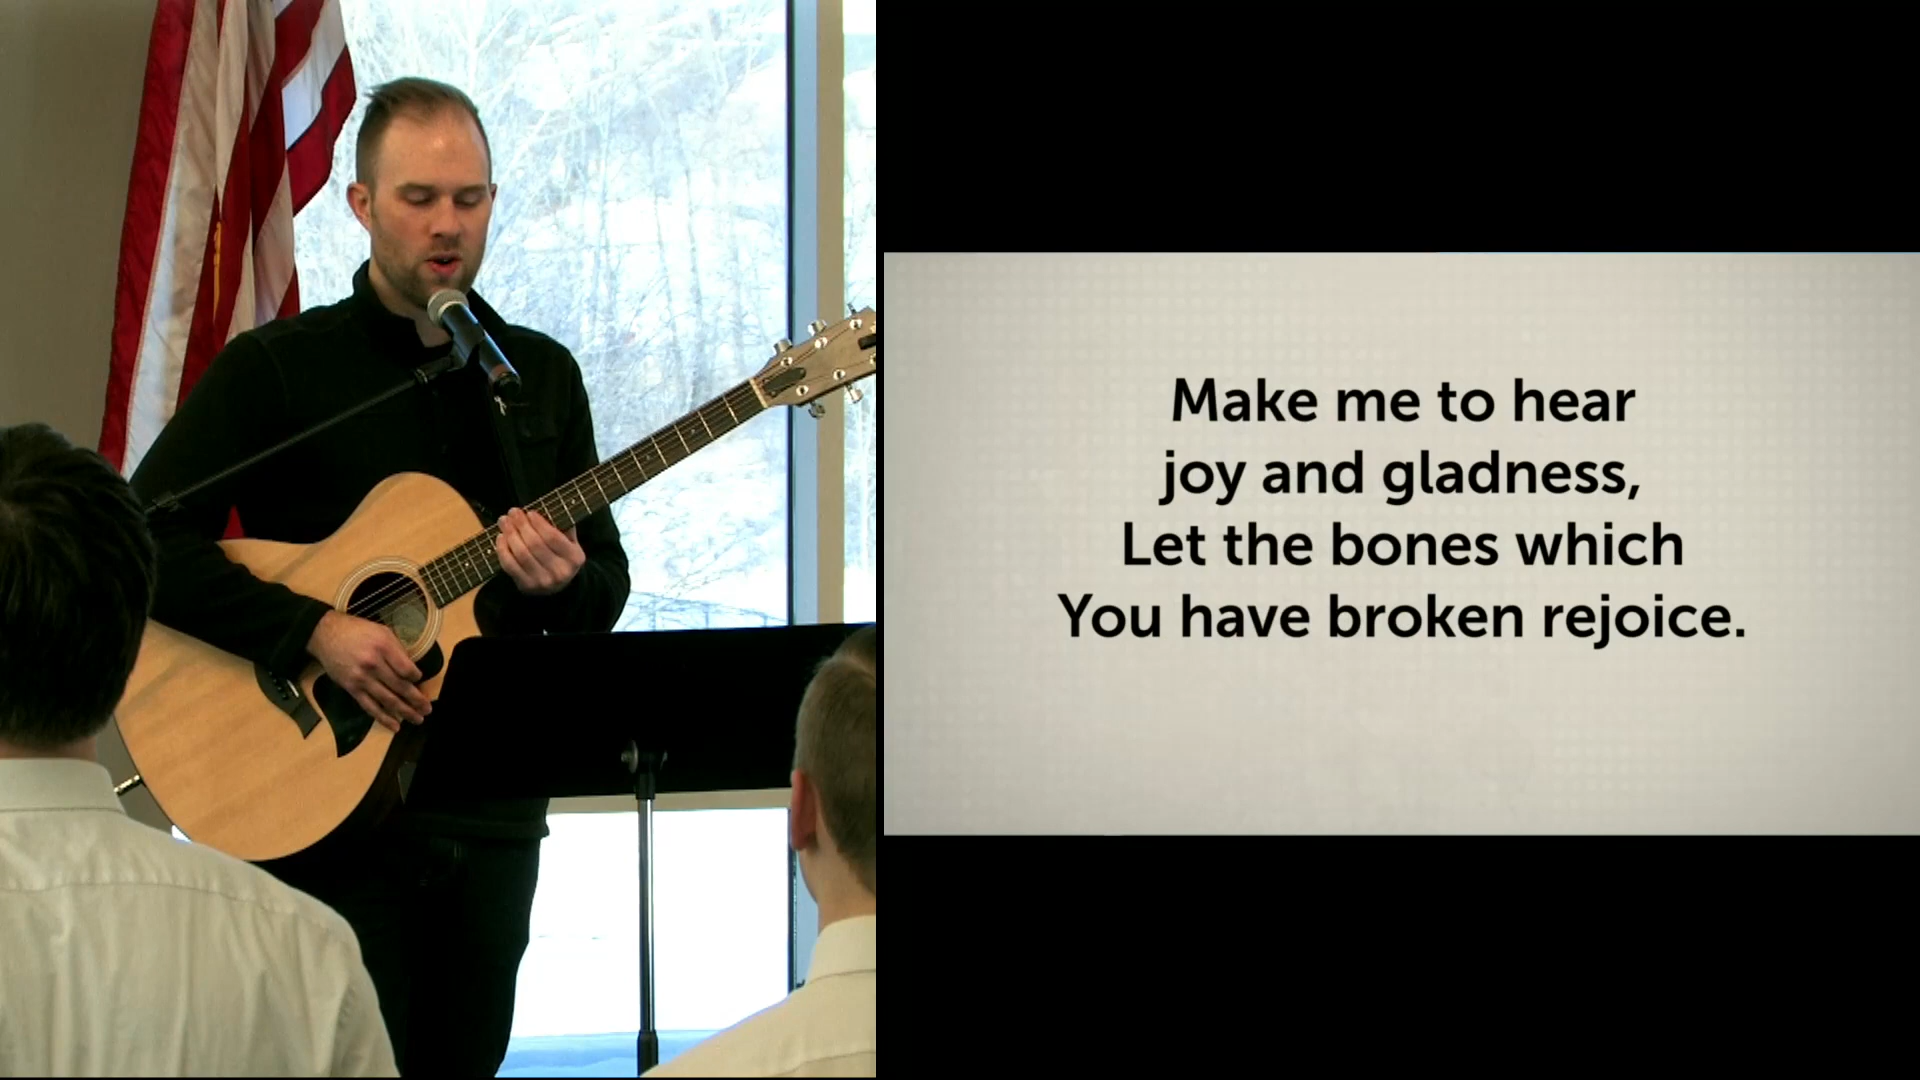 Make me to hear
joy and gladness,
Let the bones which
You have broken rejoice.